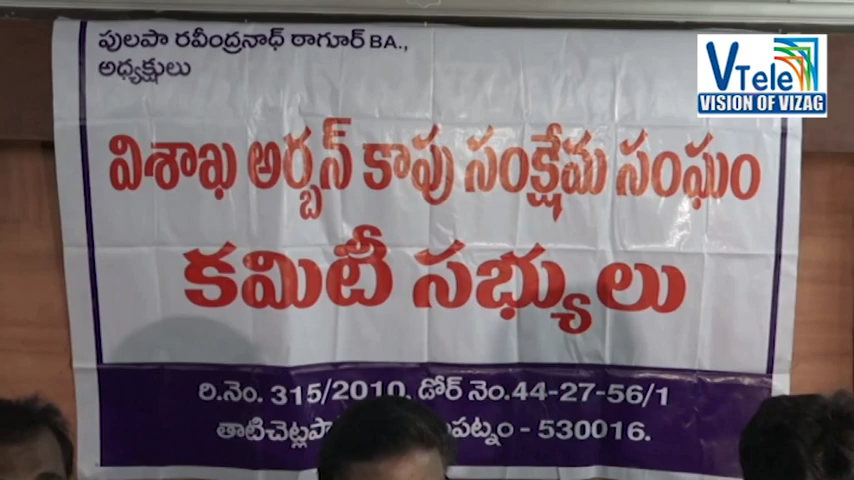 పులపా రవీంద్రనాథ్ ఠాగూర్ BA.,
అధ్యక్షులు
VTele
VISION OF VIZAG
విశాఖ అర్బన్ కాపు సంక్షేమ సంఘం
కమిటీ సభ్యులు
రి.నెం. 315/2010, డోర్ నెం.44-27-56/1
- 530016.